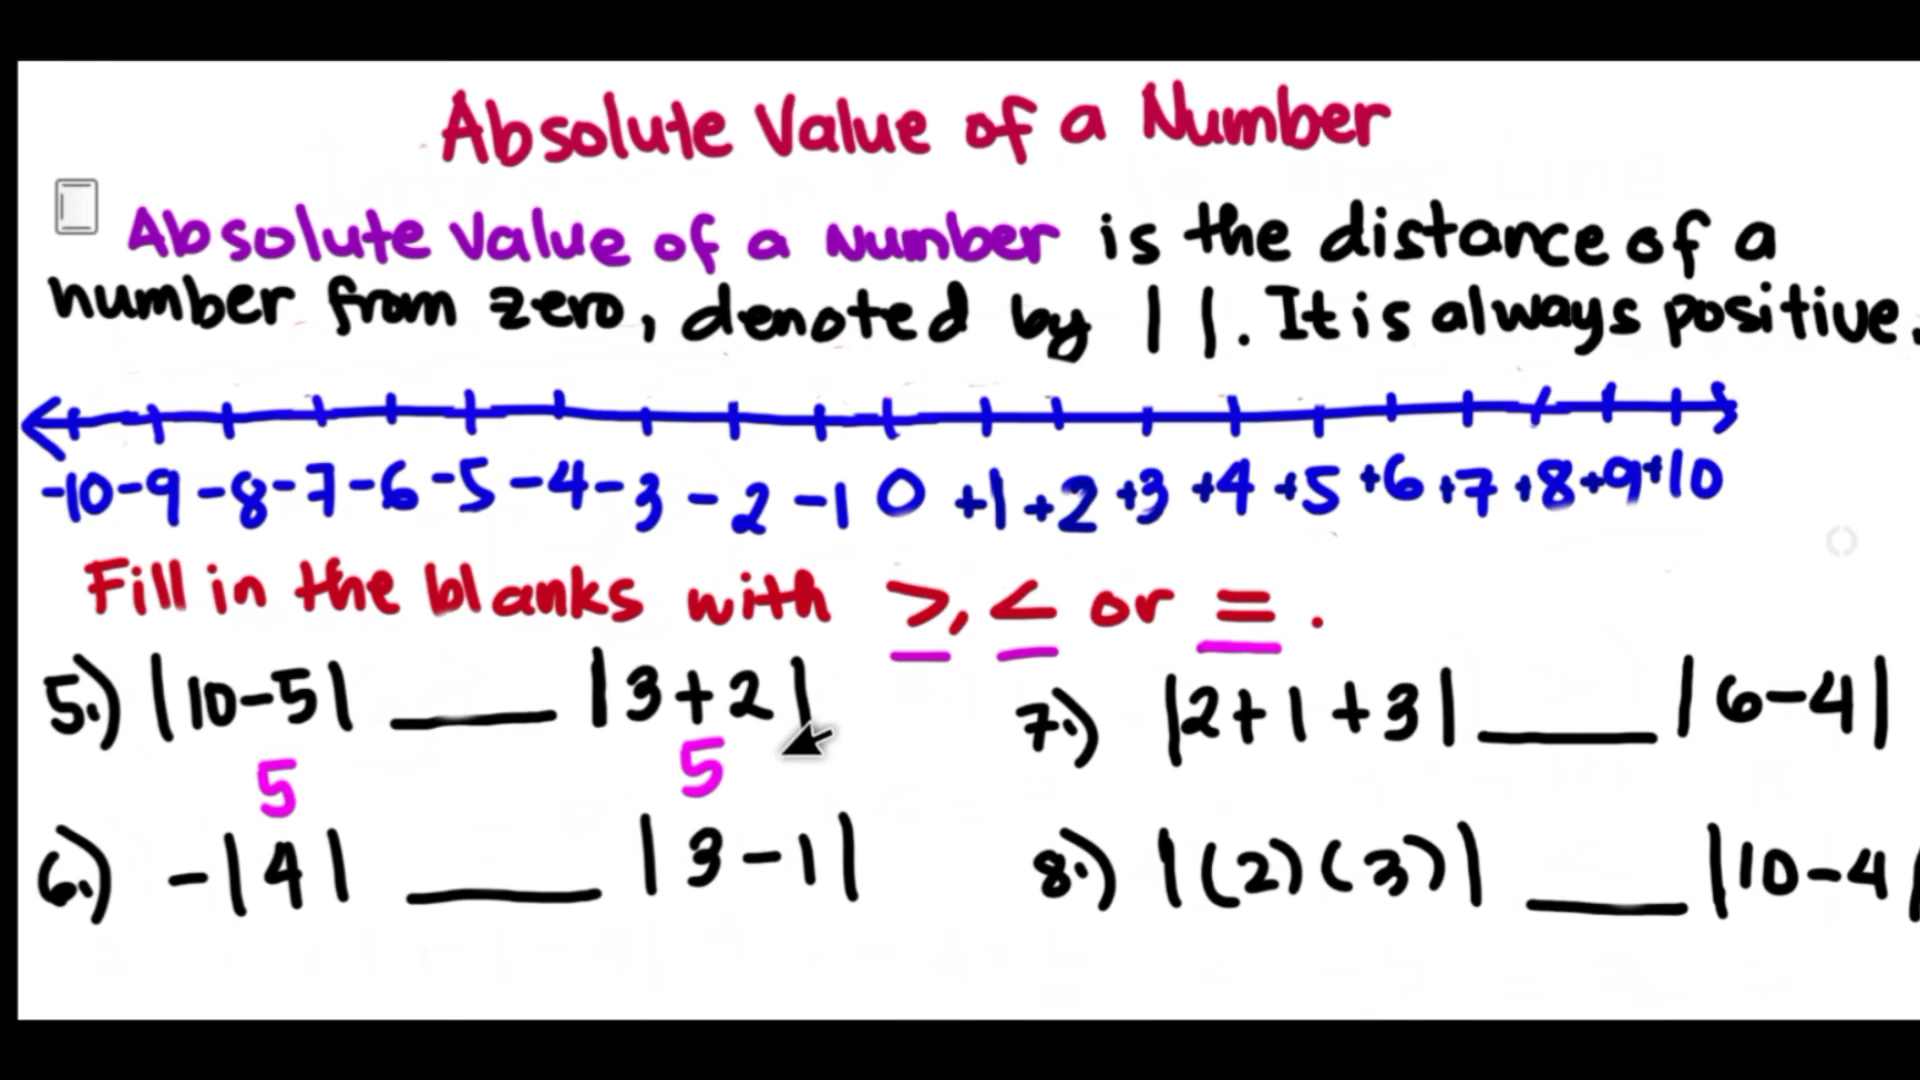 Absolute Value of a Number
Absolute Value of a Number is the distance of a
number from zero, denoted by | |. It is always positive.
-10 -9 -8 -7 -6 -5 -4 -3 -2 -1 0 +1 +2 +3 +4 +5 +6 +7 +8 +9 +10
Fill in the blanks with >, < or = .
5.) |10-5| ____ |3+2|
5 5
6.) -|4| ____ |3-1|
7.) |2+1+3| ____ |6-4|
8.) |(2)(3)| ____ |10-4|